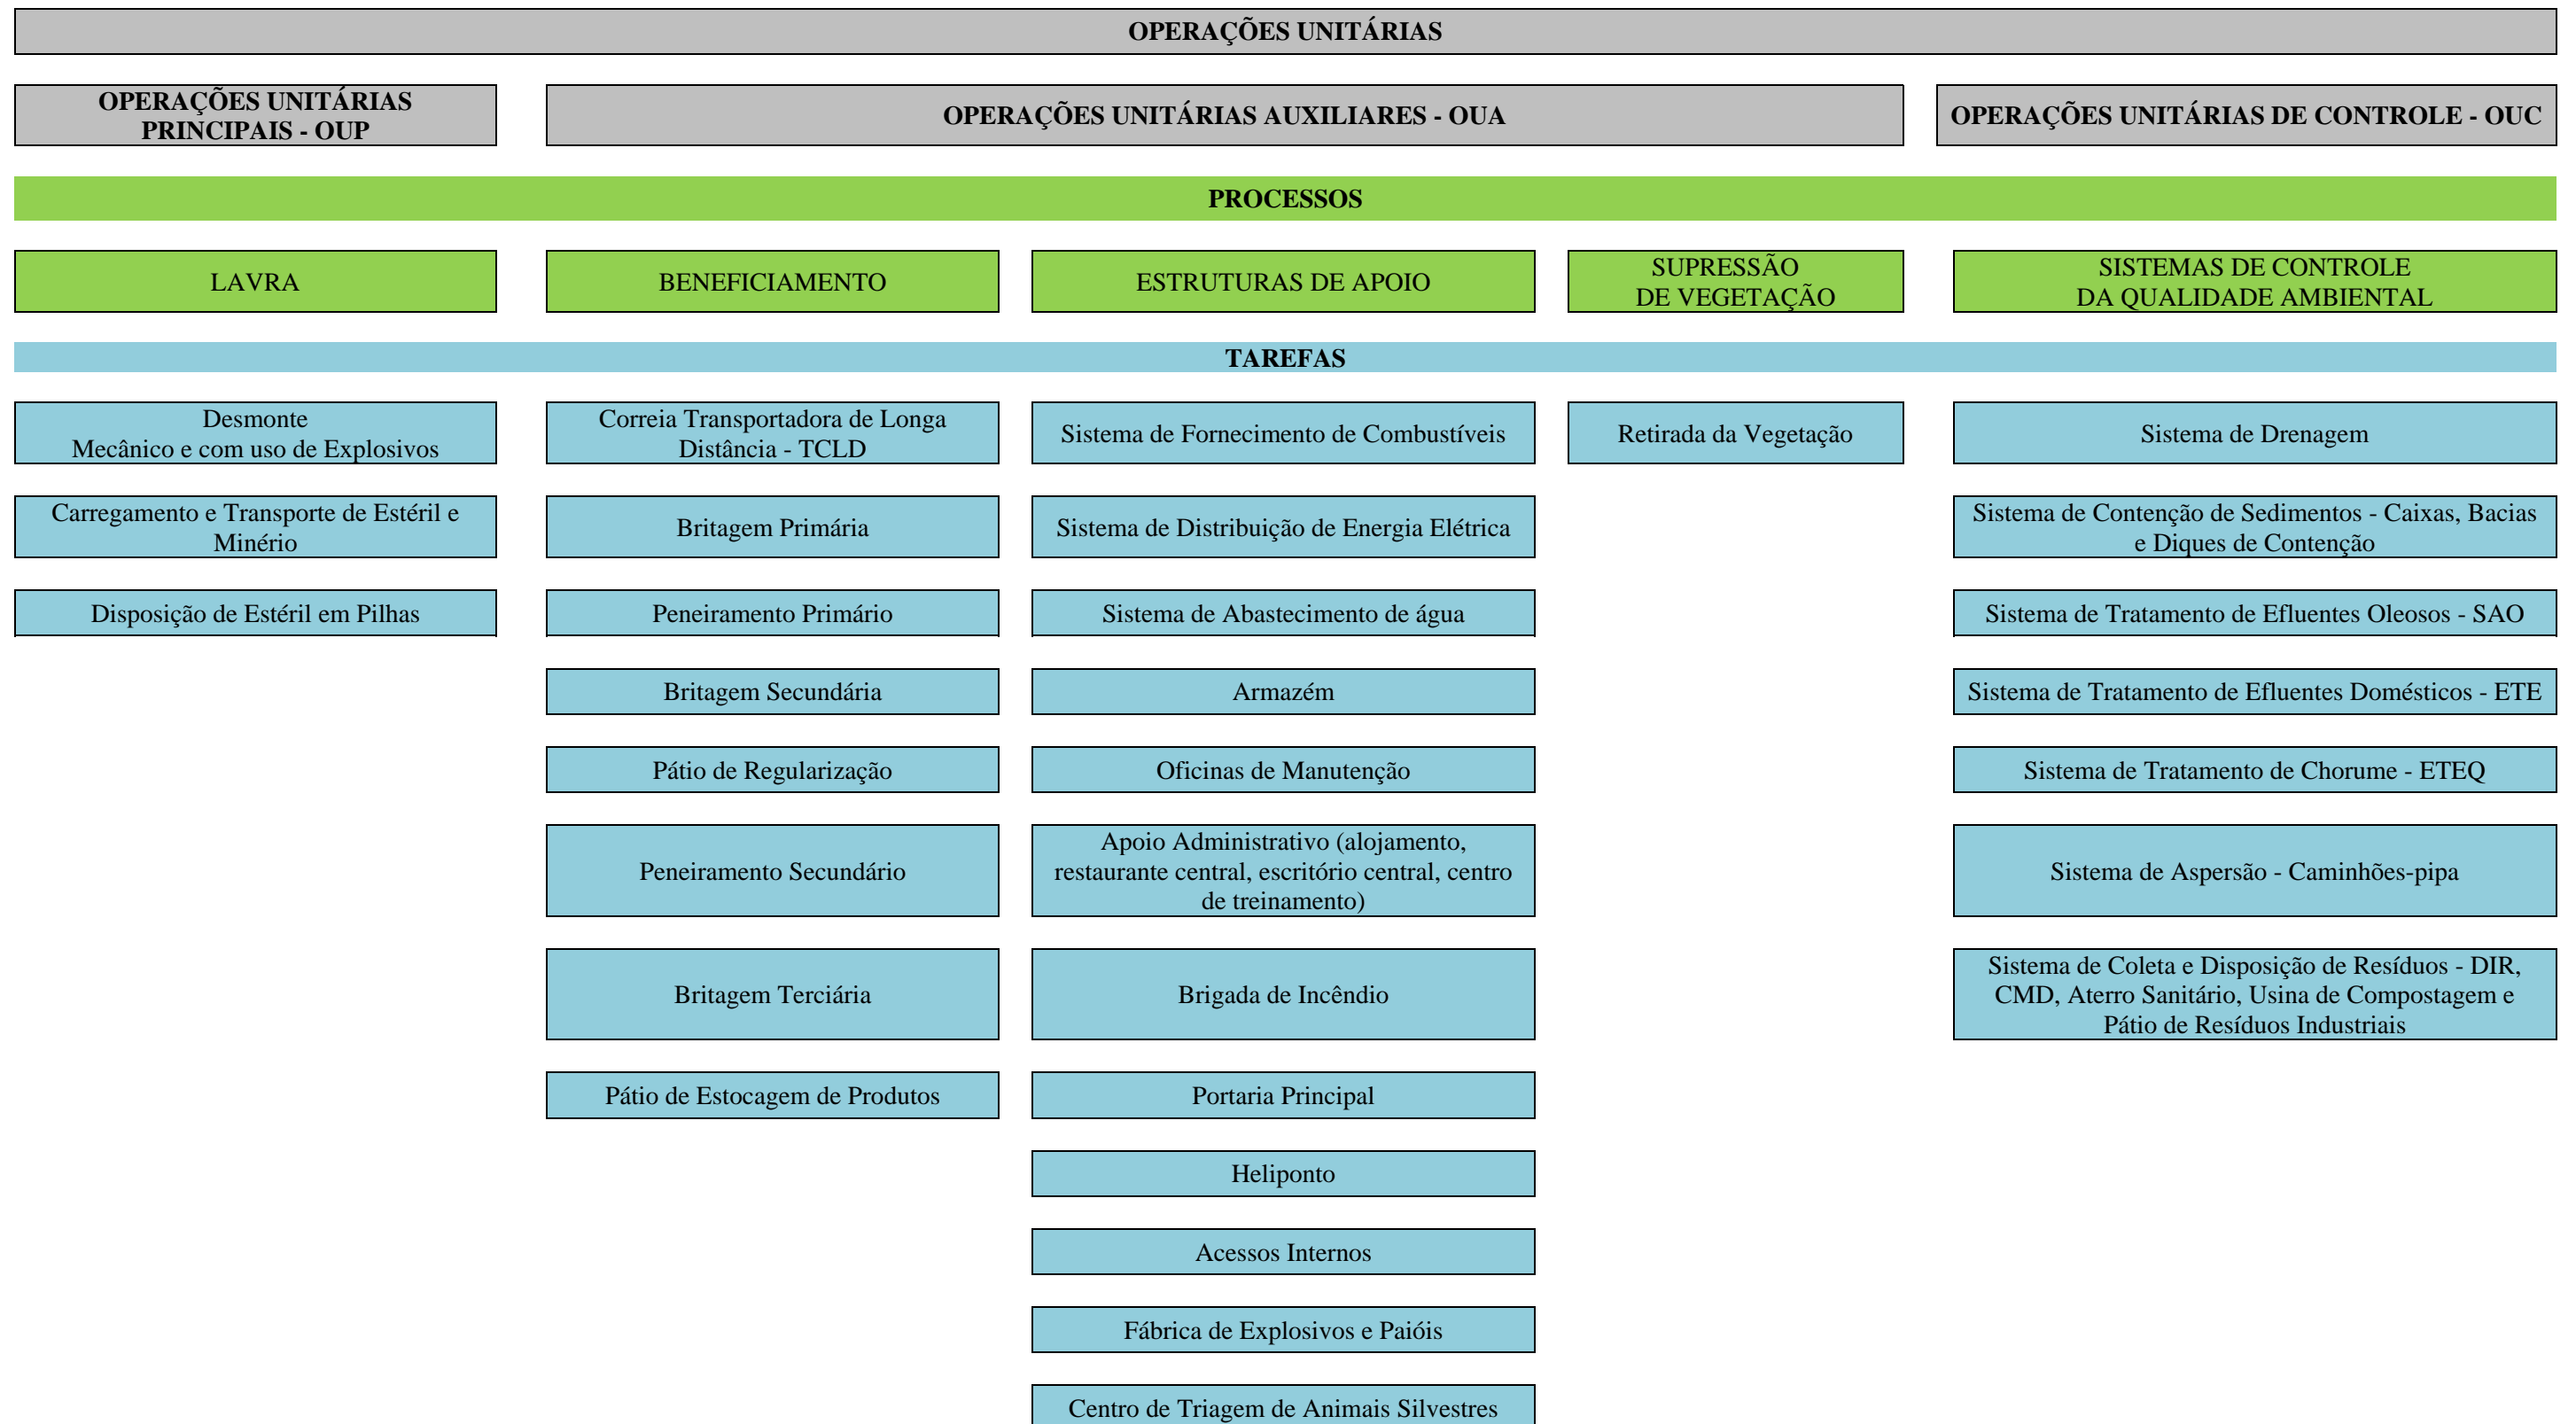 OPERAÇÕES UNITÁRIAS
OPERAÇÕES UNITÁRIAS
PRINCIPAIS - OUP
OPERAÇÕES UNITÁRIAS AUXILIARES - OUA
OPERAÇÕES UNITÁRIAS DE CONTROLE - OUC
PROCESSOS
LAVRA
BENEFICIAMENTO
ESTRUTURAS DE APOIO
SUPRESSÃO
DE VEGETAÇÃO
SISTEMAS DE CONTROLE
DA QUALIDADE AMBIENTAL
TAREFAS
Desmonte
Mecânico e com uso de Explosivos
Correia Transportadora de Longa
Distância - TCLD
Sistema de Fornecimento de Combustíveis
Retirada da Vegetação
Sistema de Drenagem
Carregamento e Transporte de Estéril e
Minério
Britagem Primária
Sistema de Distribuição de Energia Elétrica
Sistema de Contenção de Sedimentos - Caixas, Bacias
e Diques de Contenção
Disposição de Estéril em Pilhas
Peneiramento Primário
Sistema de Abastecimento de água
Sistema de Tratamento de Efluentes Oleosos - SAO
Britagem Secundária
Armazém
Sistema de Tratamento de Efluentes Domésticos - ETE
Pátio de Regularização
Oficinas de Manutenção
Sistema de Tratamento de Chorume - ETEQ
Peneiramento Secundário
Apoio Administrativo (alojamento,
restaurante central, escritório central, centro
de treinamento)
Sistema de Aspersão - Caminhões-pipa
Britagem Terciária
Brigada de Incêndio
Sistema de Coleta e Disposição de Resíduos - DIR,
CMD, Aterro Sanitário, Usina de Compostagem e
Pátio de Resíduos Industriais
Pátio de Estocagem de Produtos
Portaria Principal
Heliponto
Acessos Internos
Fábrica de Explosivos e Paióis
Centro de Triagem de Animais Silvestres